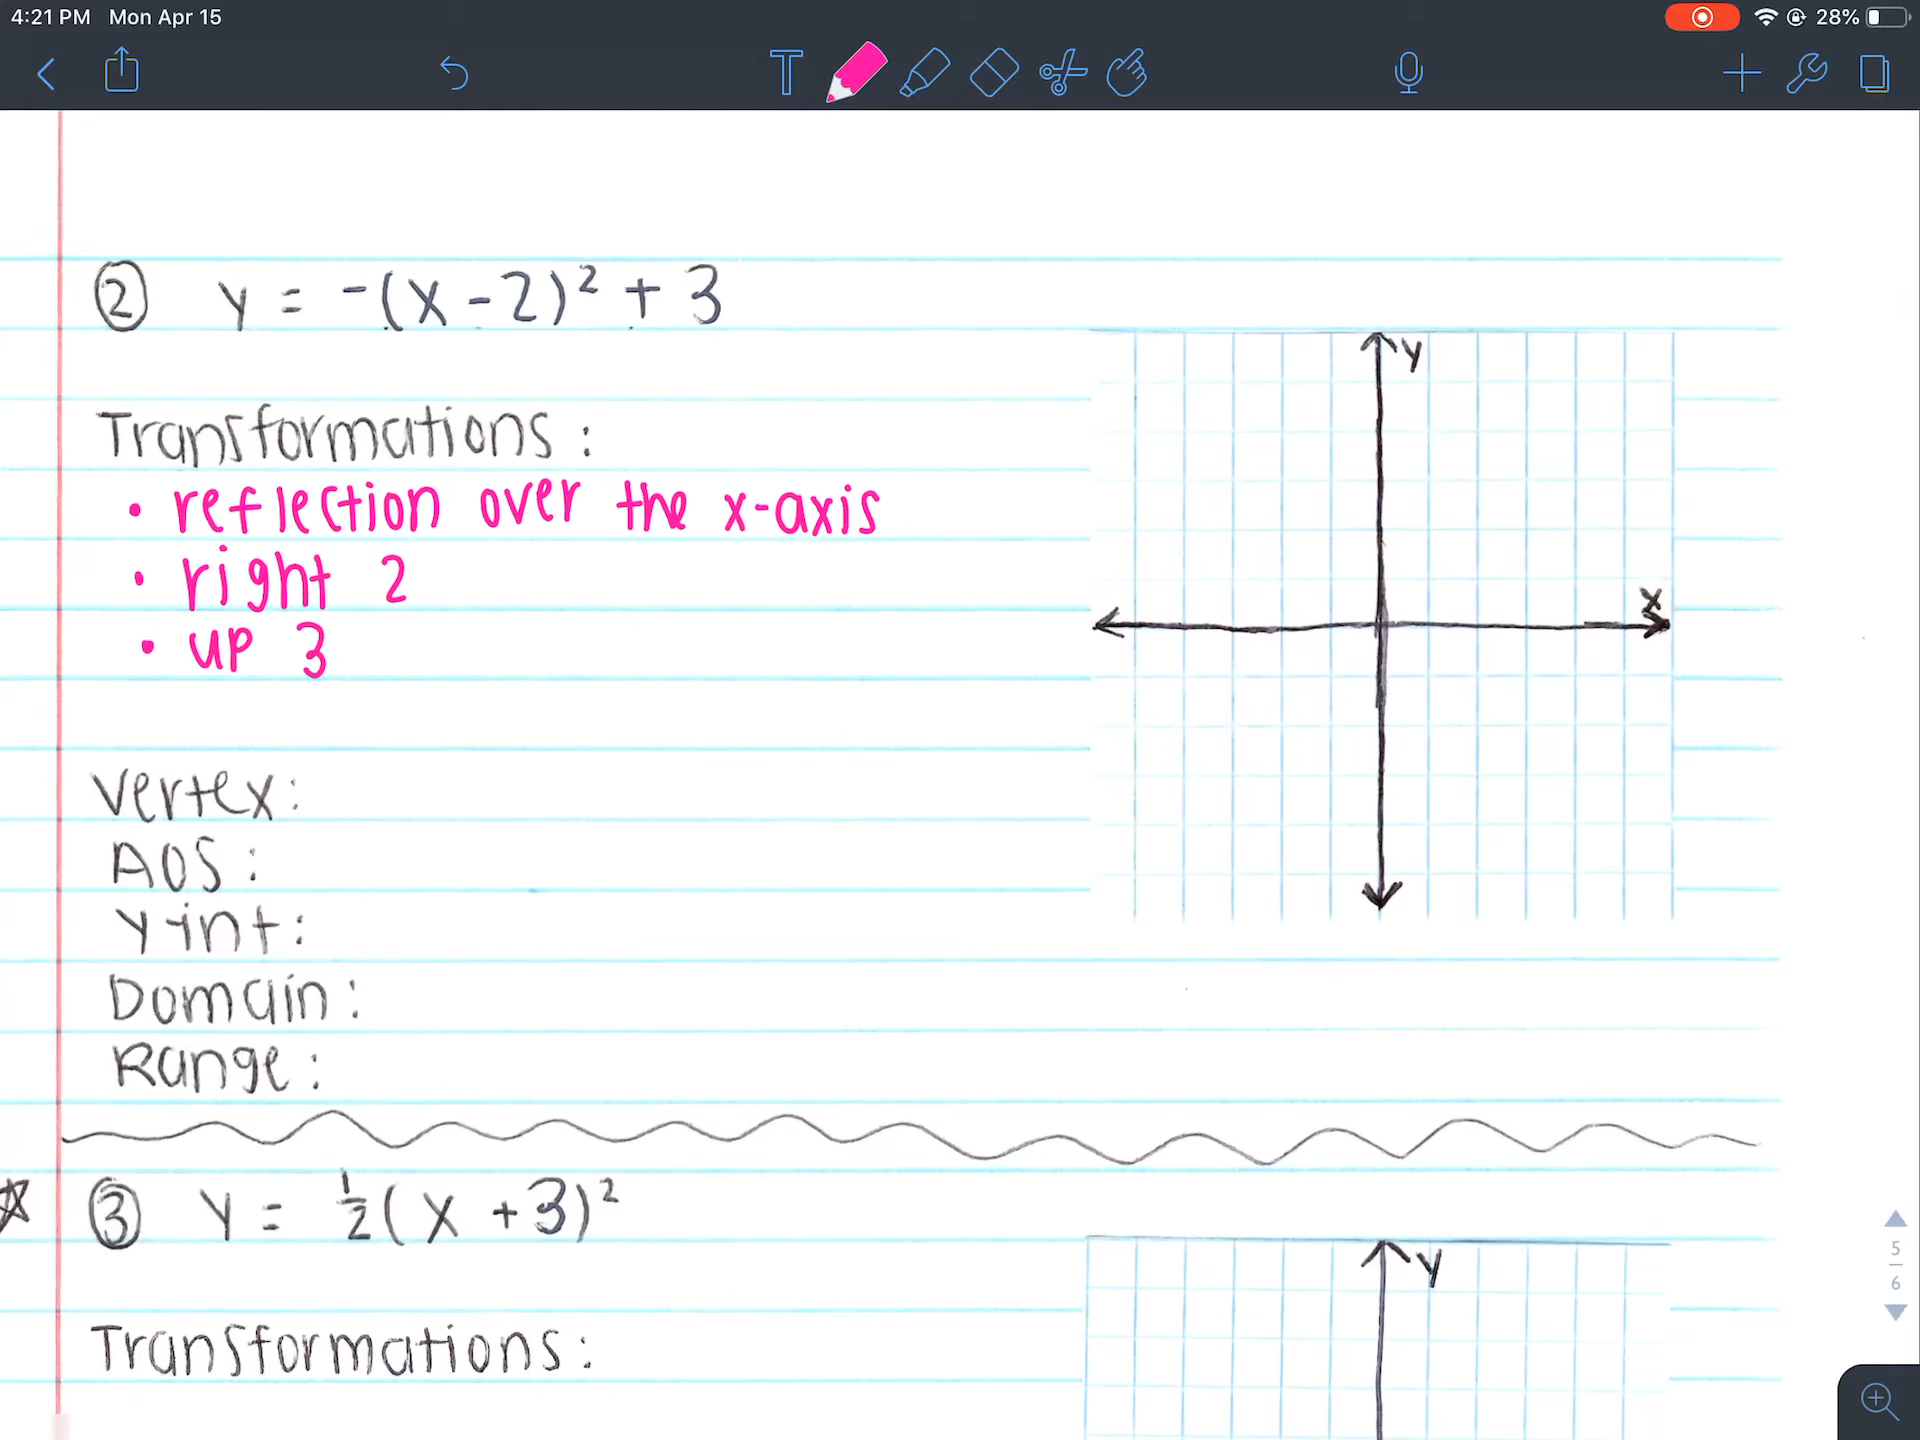 4:21 PM Mon Apr 15
28%
T
② y = -(x - 2)² + 3
y
Transformations:
• reflection over the x-axis
• right 2
x
• up 3
Vertex:
AOS:
y-int:
Domain:
Range:
☆ ③ y = ½(x + 3)²
5
6
y
Transformations: